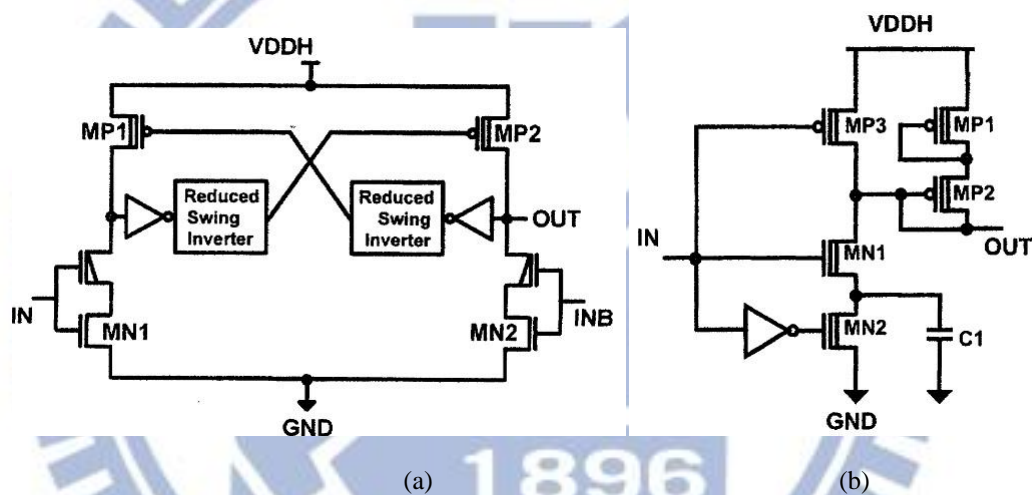 VDDH
MP1
MP2
Reduced
Swing
Inverter
Reduced
Swing
Inverter
OUT
IN
MN1
INB
MN2
GND
(a)
(b)
VDDH
MP3
MP1
MP2
IN
OUT
MN1
MN2
C1
GND
1896